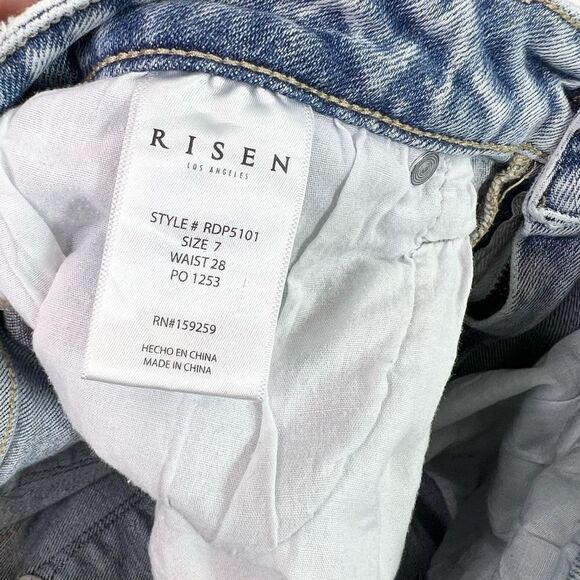 RISEN
LOS ANGELES
STYLE # RDP5101
SIZE 7
WAIST 28
PO 1253
RN#159259
HECHO EN CHINA
MADE IN CHINA